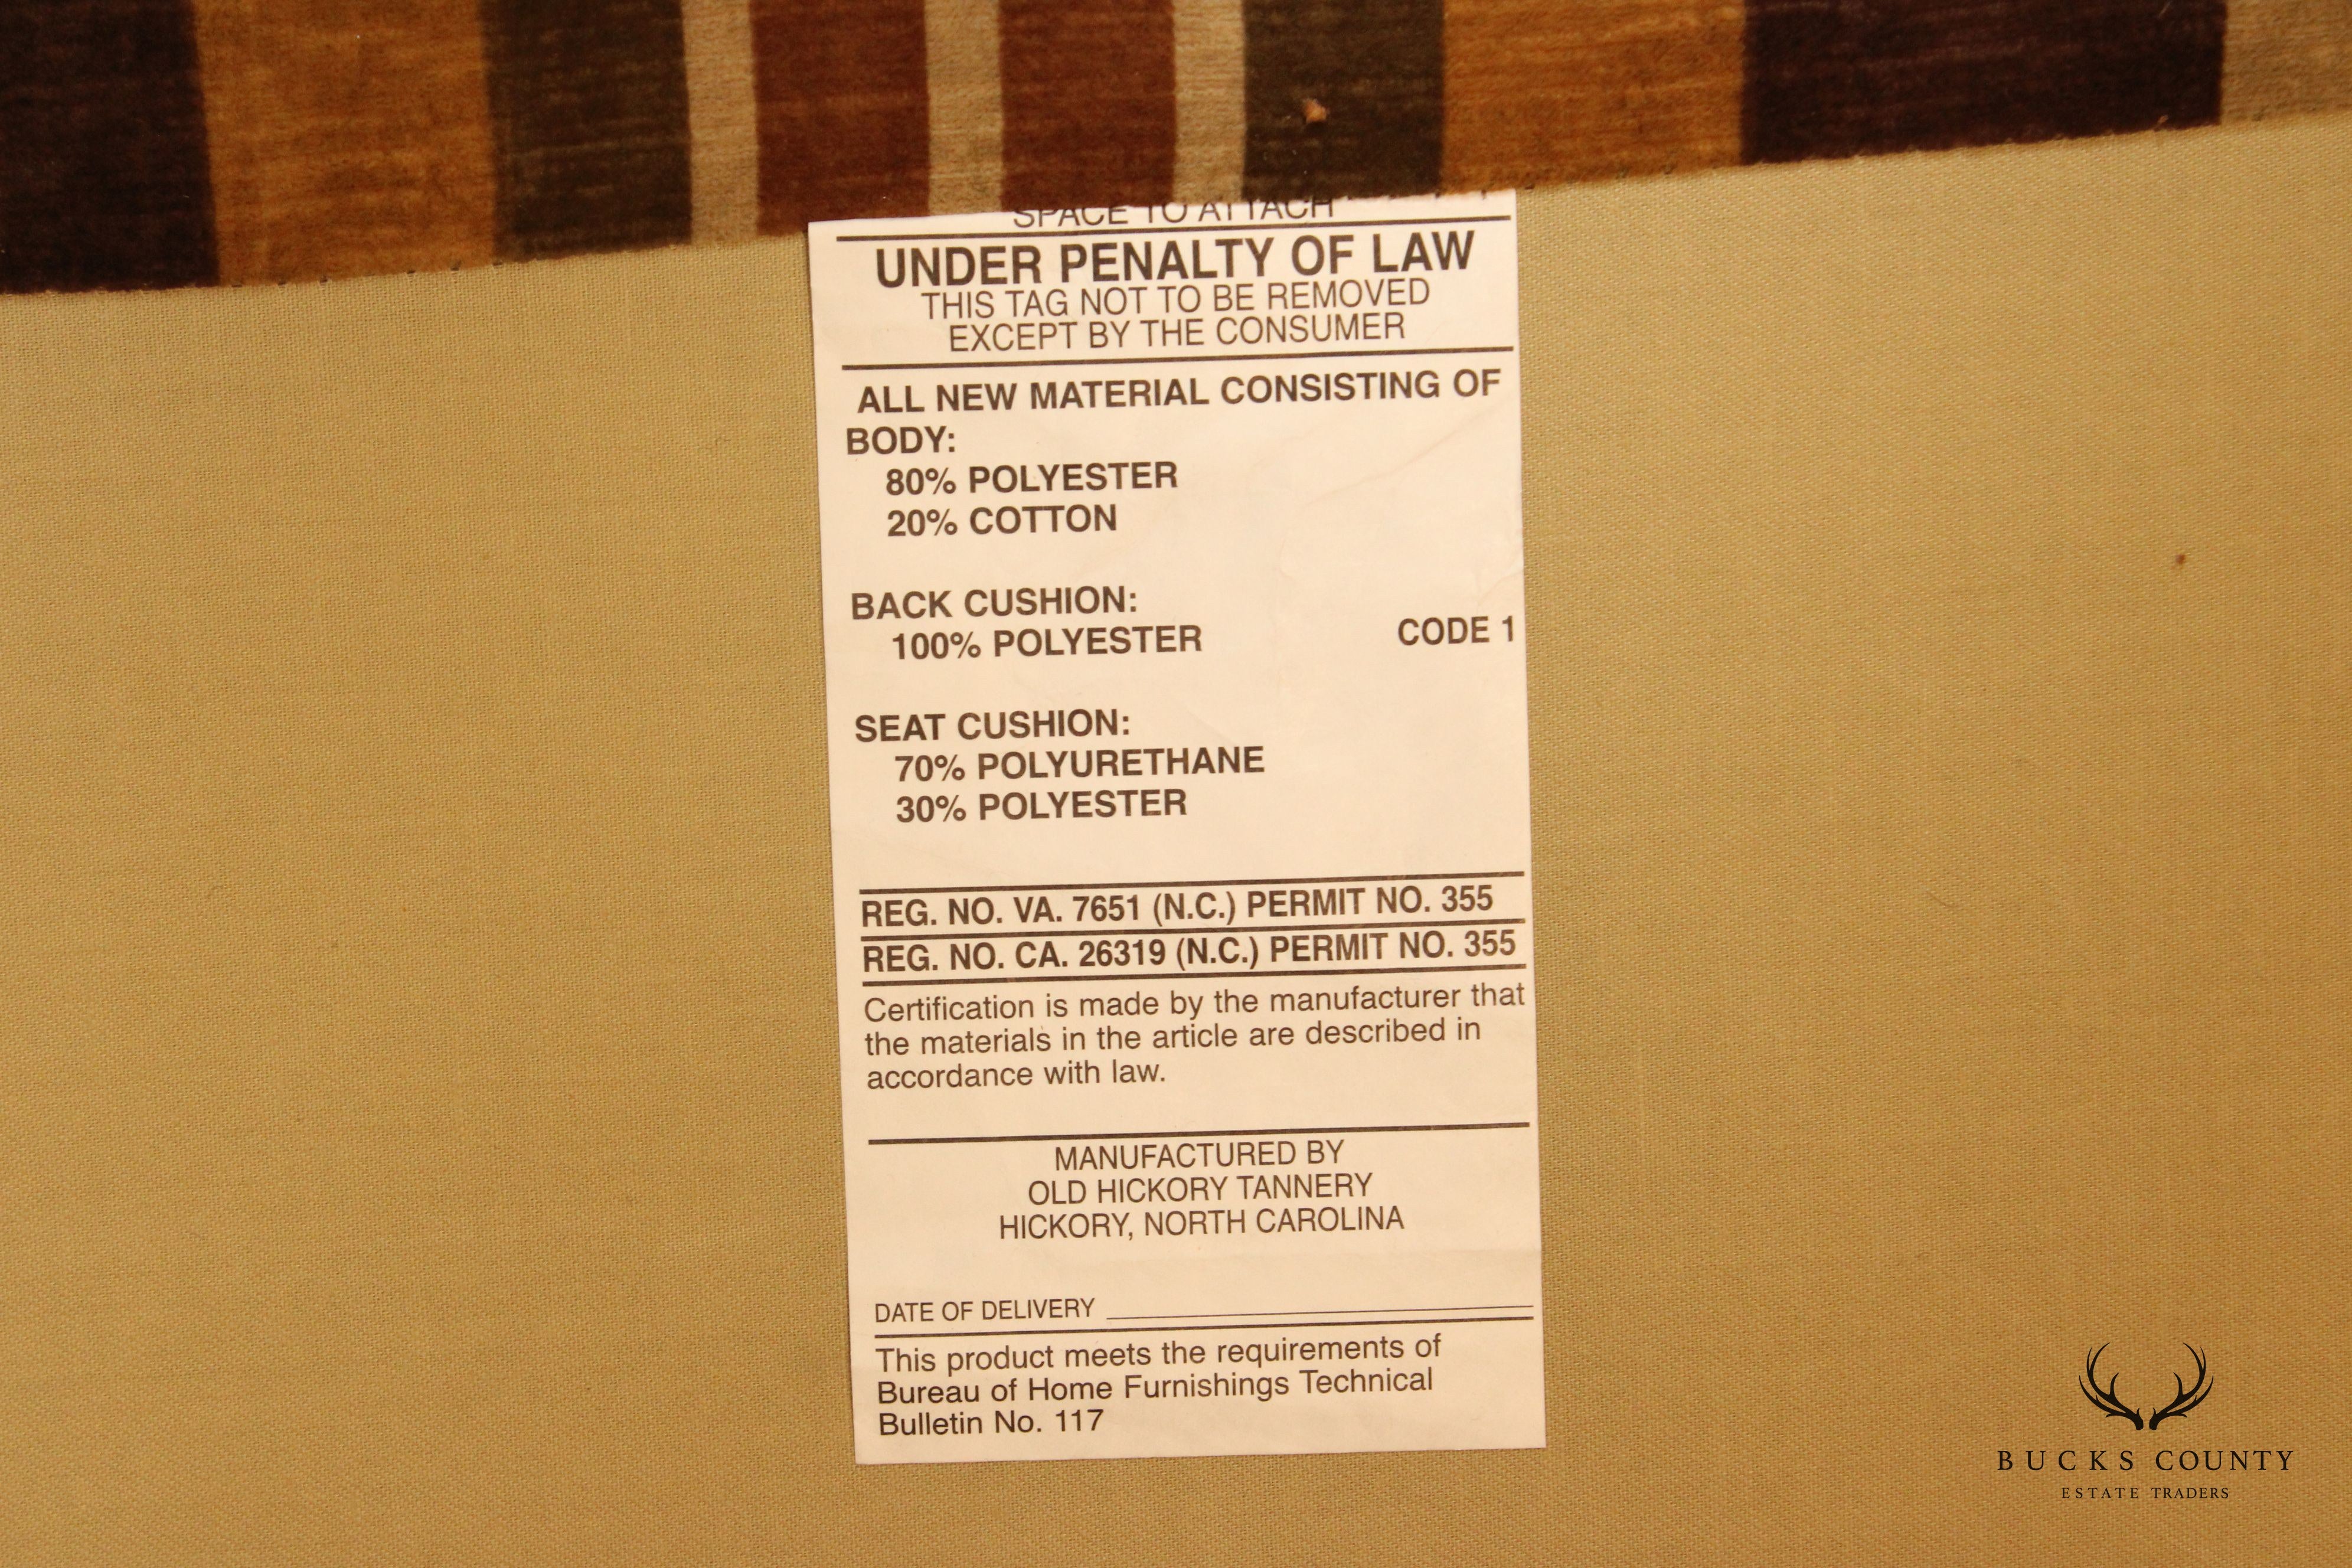 SPACE TO ATTACH
UNDER PENALTY OF LAW
THIS TAG NOT TO BE REMOVED
EXCEPT BY THE CONSUMER
ALL NEW MATERIAL CONSISTING OF
BODY:
80% POLYESTER
20% COTTON
BACK CUSHION:
100% POLYESTER CODE 1
SEAT CUSHION:
70% POLYURETHANE
30% POLYESTER
REG. NO. VA. 7651 (N.C.) PERMIT NO. 355
REG. NO. CA. 26319 (N.C.) PERMIT NO. 355
Certification is made by the manufacturer that
the materials in the article are described in
accordance with law.
MANUFACTURED BY
OLD HICKORY TANNERY
HICKORY, NORTH CAROLINA
DATE OF DELIVERY
This product meets the requirements of
Bureau of Home Furnishings Technical
Bulletin No. 117
BUCKS COUNTY
ESTATE TRADERS